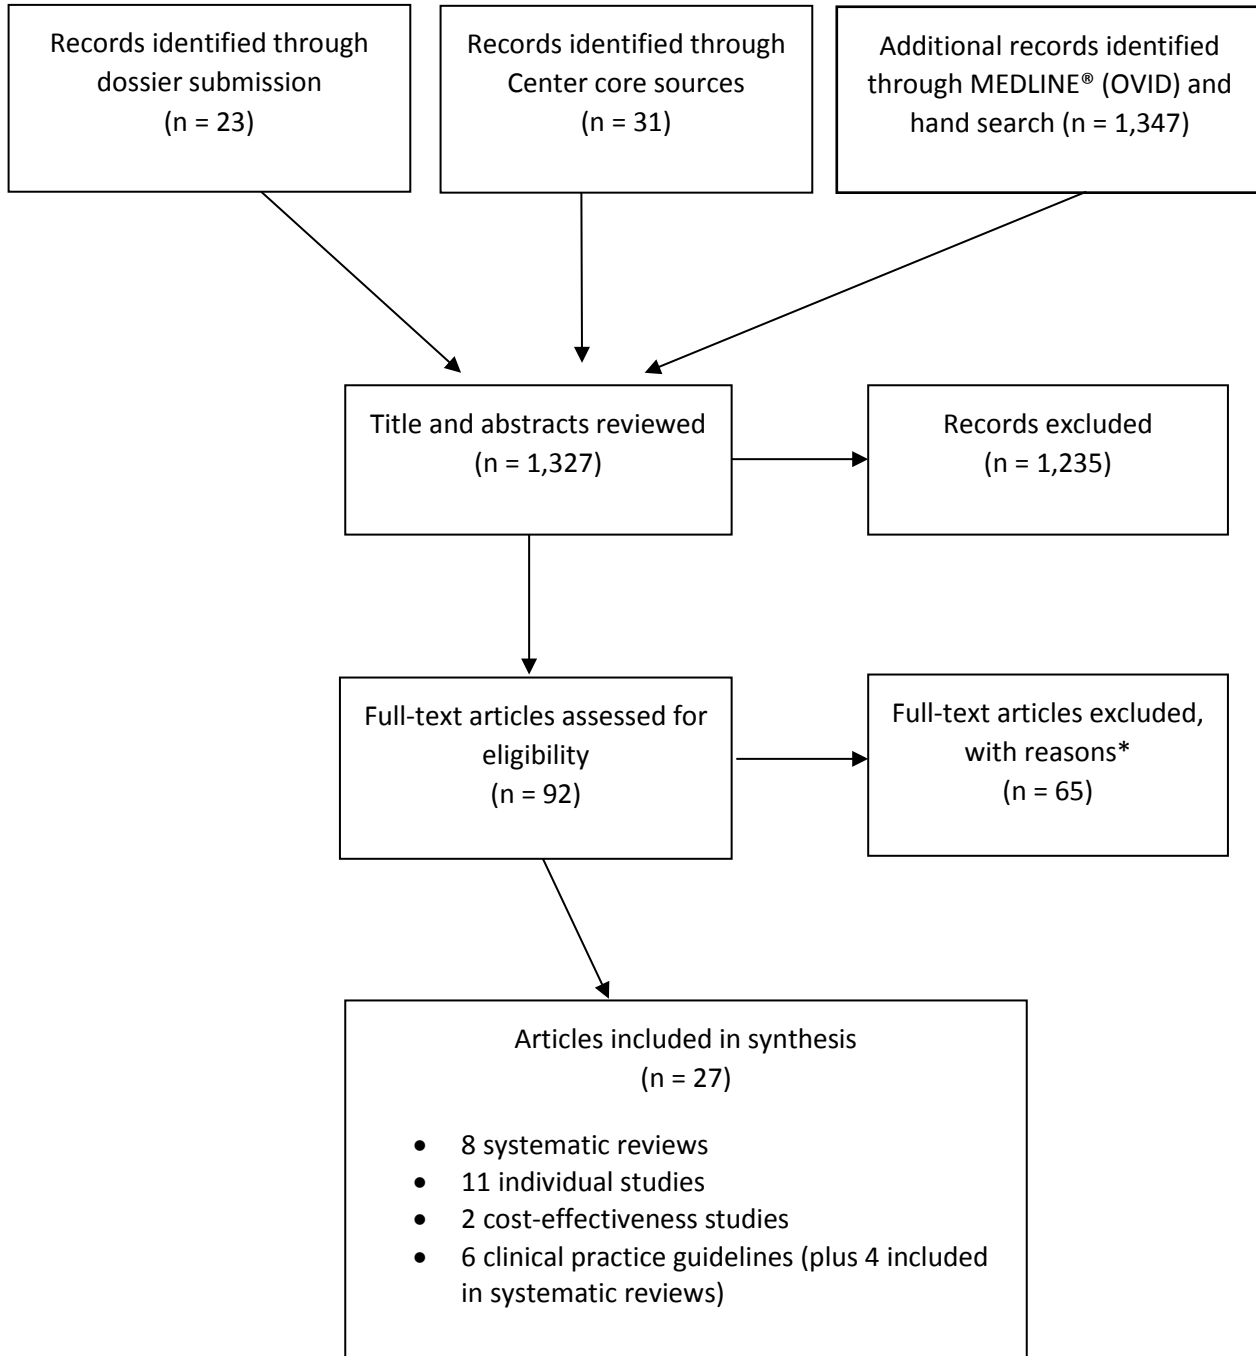 Records identified through
dossier submission
(n = 23)
Records identified through
Center core sources
(n = 31)
Additional records identified
through MEDLINE® (OVID) and
hand search (n = 1,347)
Title and abstracts reviewed
(n = 1,327)
Records excluded
(n = 1,235)
Full-text articles assessed for
eligibility
(n = 92)
Full-text articles excluded,
with reasons*
(n = 65)
Articles included in synthesis
(n = 27)
• 8 systematic reviews
• 11 individual studies
• 2 cost-effectiveness studies
• 6 clinical practice guidelines (plus 4 included
in systematic reviews)